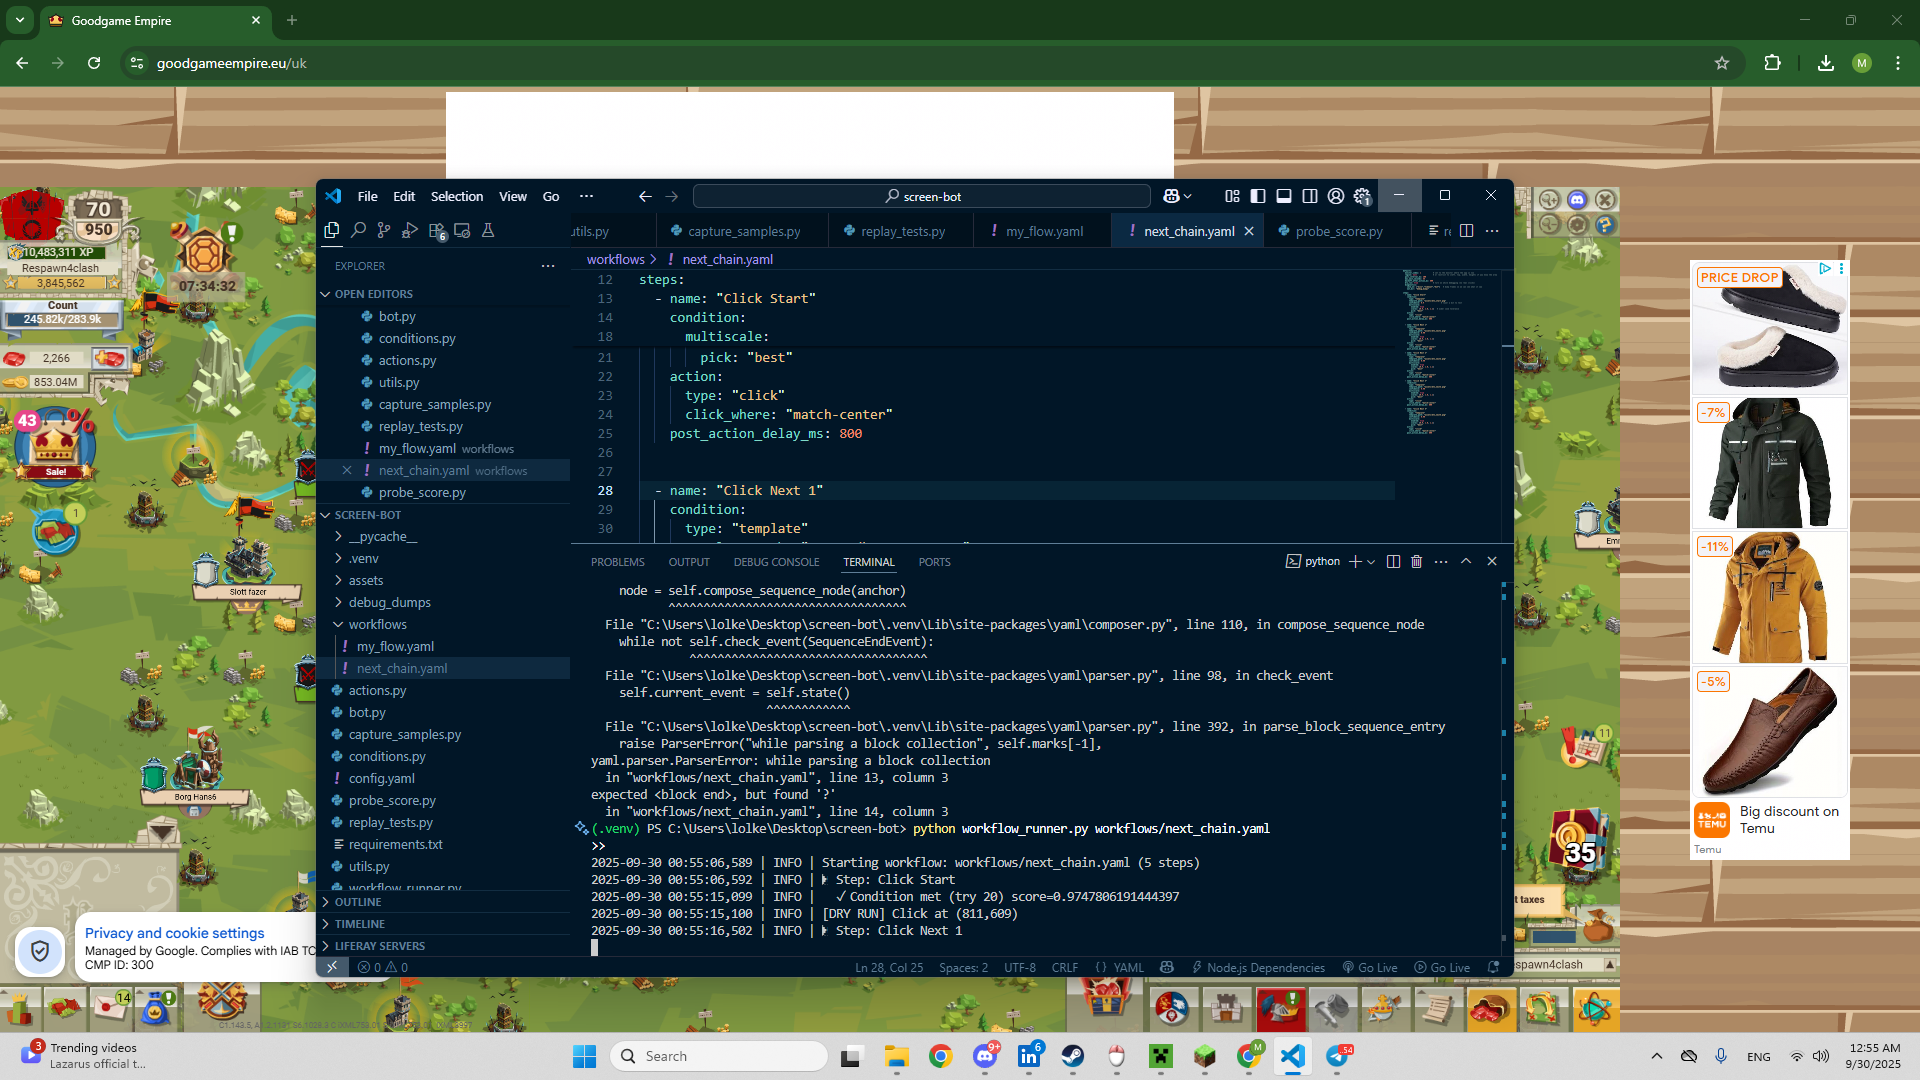 Goodgame Empire
goodgameempire.eu/uk
M
70
950
10,483,311 XP
Respawn4clash
3,845,562
Count
245.82k/283.9k
2,266
853.04M
07:34:32
43
%
Sale!
1
Slott fazer
Borg Hans6
File Edit Selection View Go
screen-bot
1
6
utils.py
capture_samples.py
replay_tests.py
my_flow.yaml
next_chain.yaml
probe_score.py
workflows > ! next_chain.yaml
EXPLORER
OPEN EDITORS
bot.py
conditions.py
actions.py
utils.py
capture_samples.py
replay_tests.py
! my_flow.yaml workflows
! next_chain.yaml workflows
probe_score.py
SCREEN-BOT
__pycache__
.venv
assets
debug_dumps
workflows
! my_flow.yaml
! next_chain.yaml
actions.py
bot.py
capture_samples.py
conditions.py
! config.yaml
probe_score.py
replay_tests.py
requirements.txt
utils.py
workflow_runner.py
OUTLINE
TIMELINE
LIFERAY SERVERS
12 steps:
13 - name: "Click Start"
14 condition:
18 multiscale:
21 pick: "best"
22 action:
23 type: "click"
24 click_where: "match-center"
25 post_action_delay_ms: 800
26
27
28 - name: "Click Next 1"
29 condition:
30 type: "template"
PROBLEMS OUTPUT DEBUG CONSOLE TERMINAL PORTS
python
node = self.compose_sequence_node(anchor)
^^^^^^^^^^^^^^^^^^^^^^^^^^^^^^^^^^
File "C:\Users\lolke\Desktop\screen-bot\.venv\Lib\site-packages\yaml\composer.py", line 110, in compose_sequence_node
while not self.check_event(SequenceEndEvent):
^^^^^^^^^^^^^^^^^^^^^^^^^^^^^^^^^^
File "C:\Users\lolke\Desktop\screen-bot\.venv\Lib\site-packages\yaml\parser.py", line 98, in check_event
self.current_event = self.state()
^^^^^^^^^^^^
File "C:\Users\lolke\Desktop\screen-bot\.venv\Lib\site-packages\yaml\parser.py", line 392, in parse_block_sequence_entry
raise ParserError("while parsing a block collection", self.marks[-1],
yaml.parser.ParserError: while parsing a block collection
in "workflows/next_chain.yaml", line 13, column 3
expected <block end>, but found '?'
in "workflows/next_chain.yaml", line 14, column 3
(.venv) PS C:\Users\lolke\Desktop\screen-bot> python workflow_runner.py workflows/next_chain.yaml
>>
2025-09-30 00:55:06,589 | INFO | Starting workflow: workflows/next_chain.yaml (5 steps)
2025-09-30 00:55:06,592 | INFO | Step: Click Start
2025-09-30 00:55:15,099 | INFO | ✓ Condition met (try 20) score=0.9747806191444397
2025-09-30 00:55:15,100 | INFO | [DRY RUN] Click at (811,609)
2025-09-30 00:55:16,502 | INFO | Step: Click Next 1
0 0
Ln 28, Col 25 Spaces: 2 UTF-8 CRLF {} YAML Node.js Dependencies Go Live Go Live
11
35
t taxes
spawn4clash
PRICE DROP
-7%
-11%
-5%
TEMU
Big discount on
Temu
Temu
Privacy and cookie settings
Managed by Google. Complies with IAB TC
CMP ID: 300
14
3
Trending videos
Lazarus official t...
Search
9+
6
M
54
ENG
12:55 AM
9/30/2025